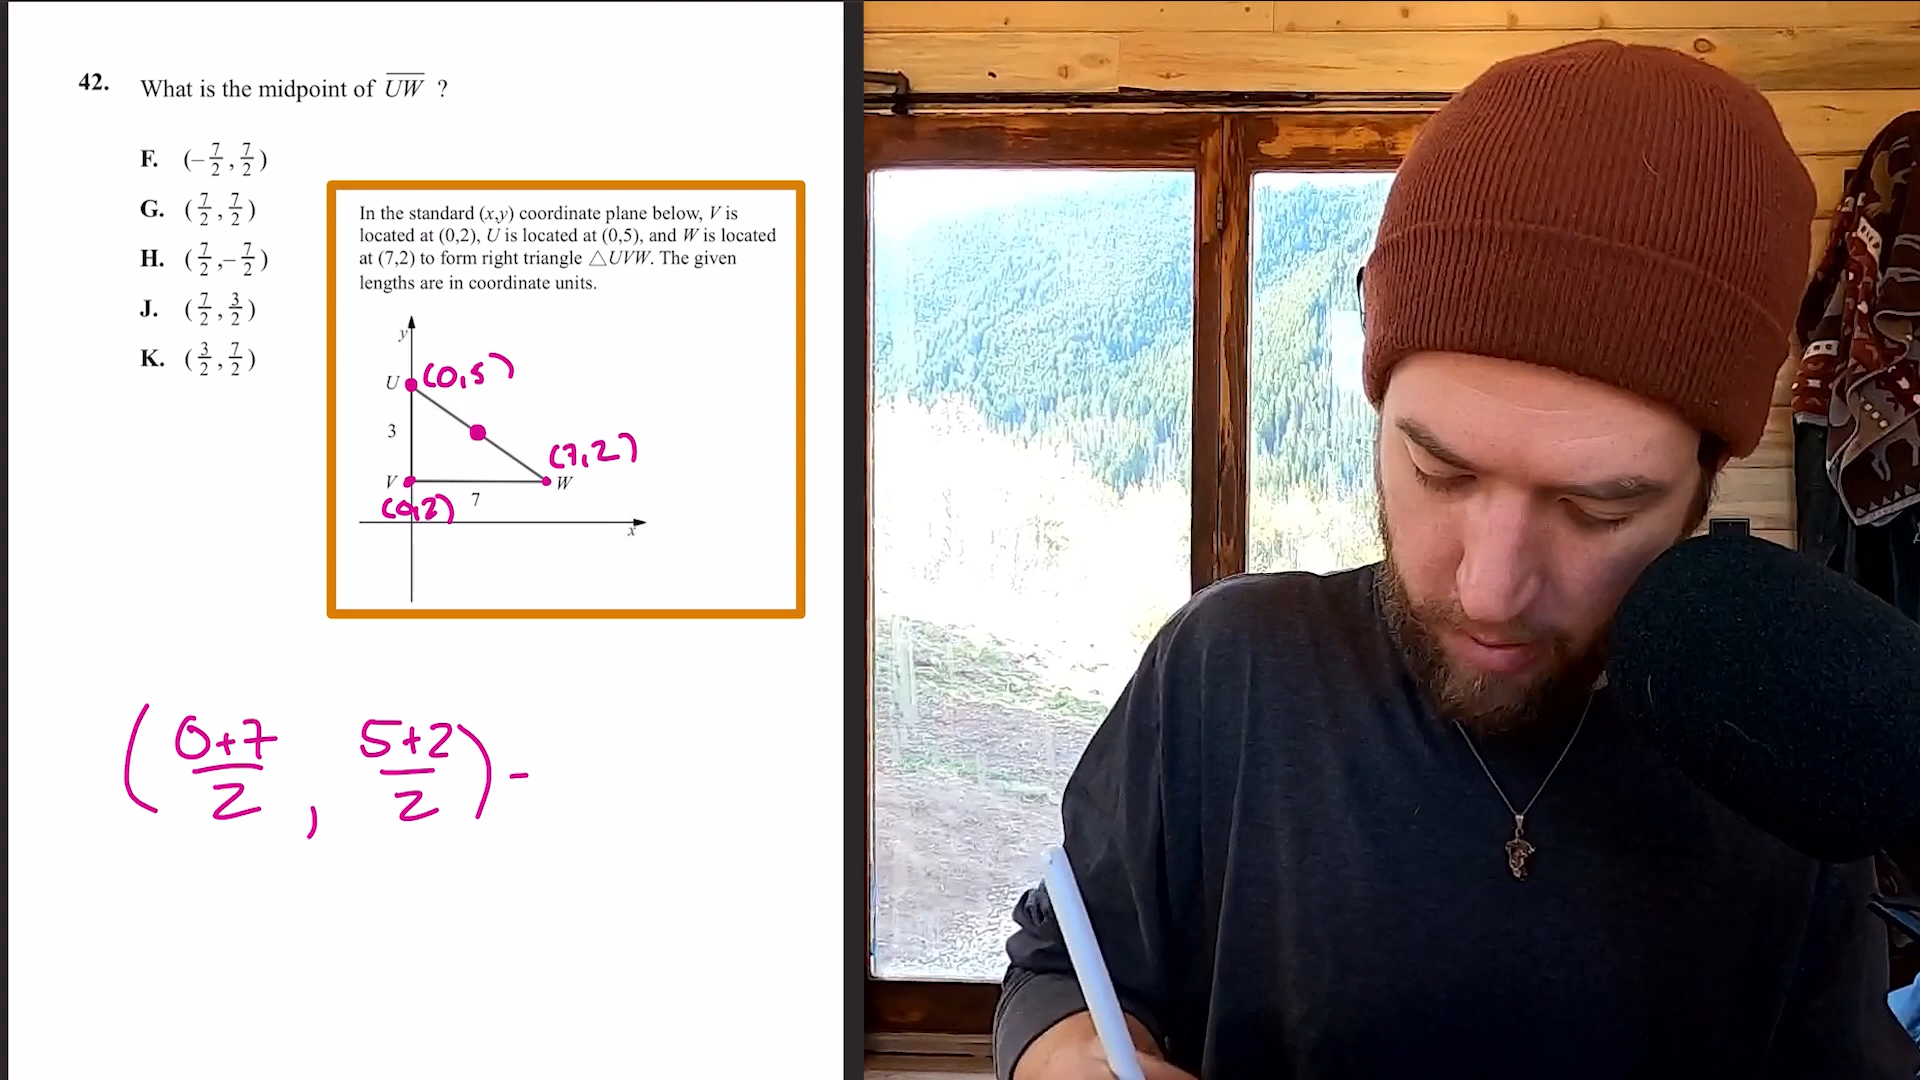 42. What is the midpoint of UW ?
F. (-7/2, 7/2)
G. (7/2, 7/2)
H. (7/2, -7/2)
J. (7/2, 3/2)
K. (3/2, 7/2)
In the standard (x,y) coordinate plane below, V is
located at (0,2), U is located at (0,5), and W is located
at (7,2) to form right triangle △UVW. The given
lengths are in coordinate units.
y
U (0,5)
3
(7,2)
V W
(0,2) 7
x
(0+7/2, 5+2/2) -